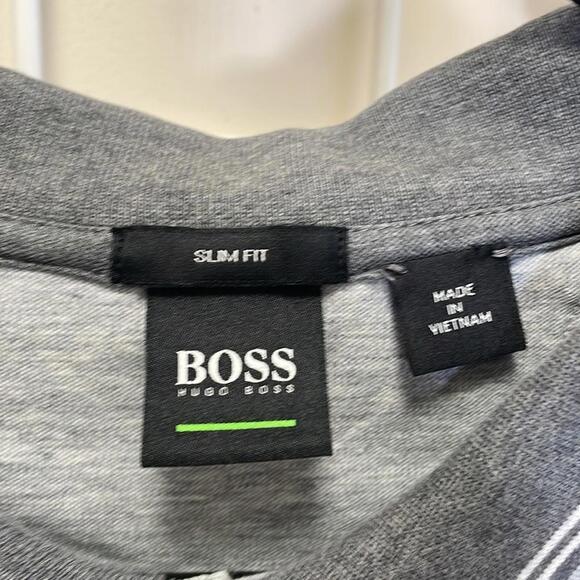 SLIM FIT
BOSS
HUGO BOSS
MADE
IN
VIETNAM